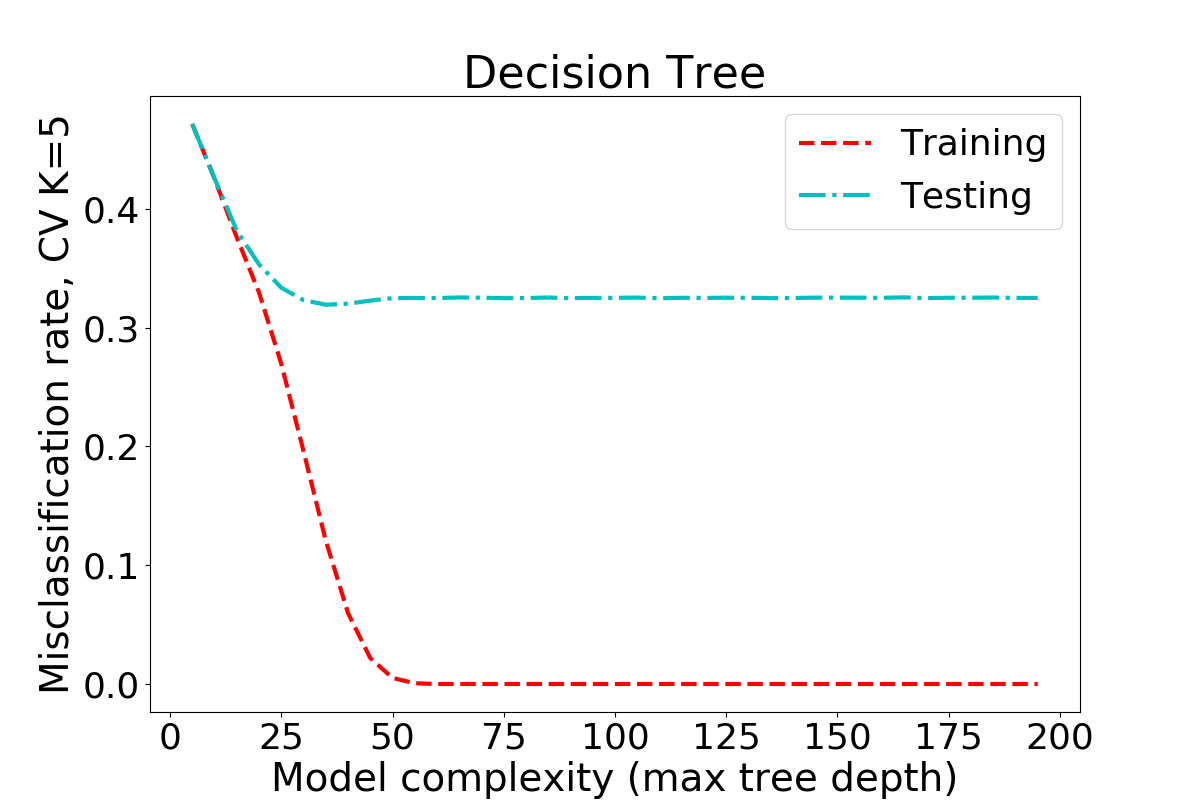 Decision Tree
Training
Testing
Misclassification rate, CV K=5
0.4
0.3
0.2
0.1
0.0
0 25 50 75 100 125 150 175 200
Model complexity (max tree depth)